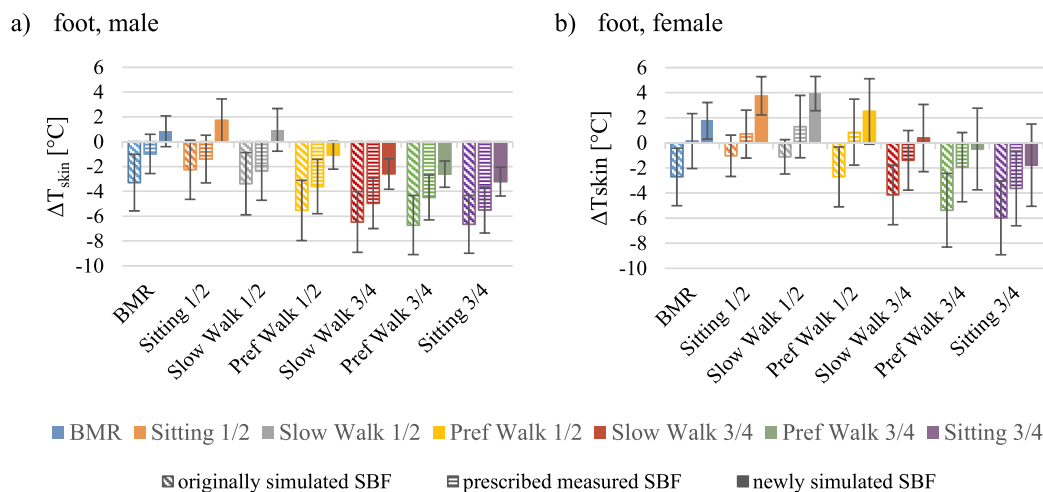 a) foot, male
b) foot, female
6
4
2
0
-2
-4
-6
-8
-10
ΔTskin [°C]
BMR
Sitting 1/2
Slow Walk 1/2
Pref Walk 1/2
Slow Walk 3/4
Pref Walk 3/4
Sitting 3/4
6
4
2
0
-2
-4
-6
-8
-10
ΔTskin [°C]
BMR
Sitting 1/2
Slow Walk 1/2
Pref Walk 1/2
Slow Walk 3/4
Pref Walk 3/4
Sitting 3/4
BMR Sitting 1/2 Slow Walk 1/2 Pref Walk 1/2 Slow Walk 3/4 Pref Walk 3/4 Sitting 3/4
originally simulated SBF prescribed measured SBF newly simulated SBF